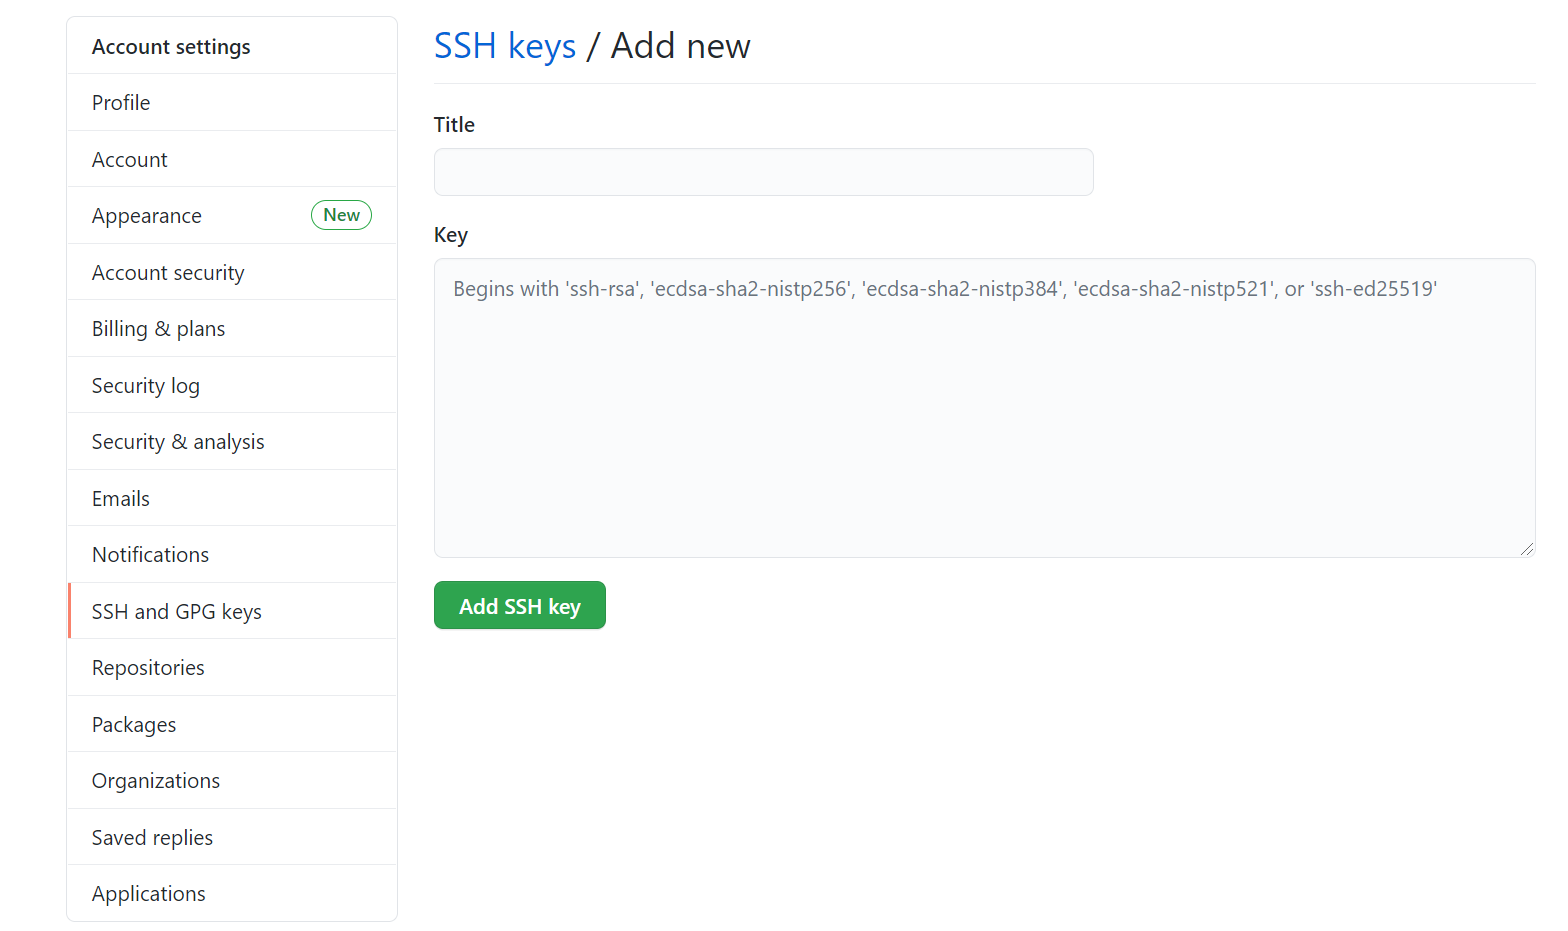 Account settings
Profile
Account
Appearance New
Account security
Billing & plans
Security log
Security & analysis
Emails
Notifications
SSH and GPG keys
Repositories
Packages
Organizations
Saved replies
Applications
SSH keys / Add new
Title
Key
Begins with 'ssh-rsa', 'ecdsa-sha2-nistp256', 'ecdsa-sha2-nistp384', 'ecdsa-sha2-nistp521', or 'ssh-ed25519'
Add SSH key